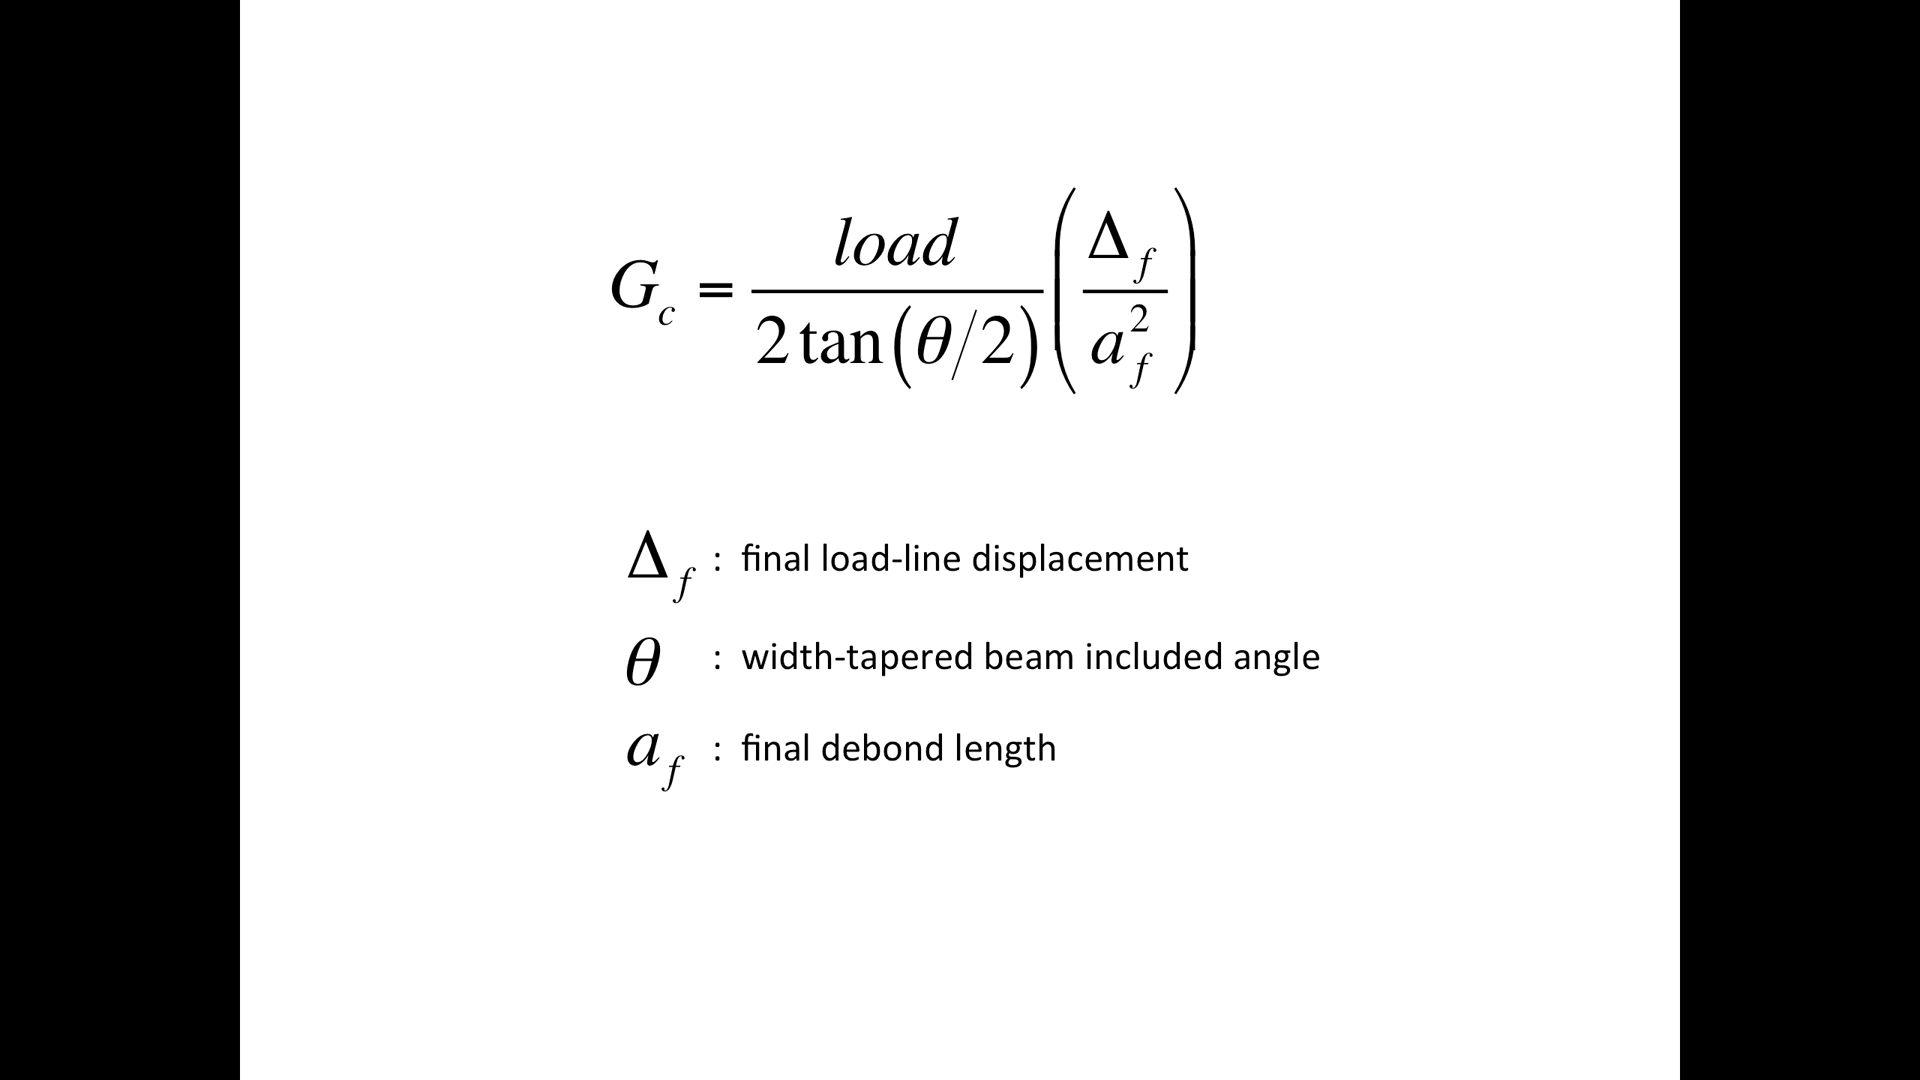 G_c = load / 2 tan(θ/2) (Δ_f / a_f^2)
Δ_f : final load-line displacement
θ : width-tapered beam included angle
a_f : final debond length